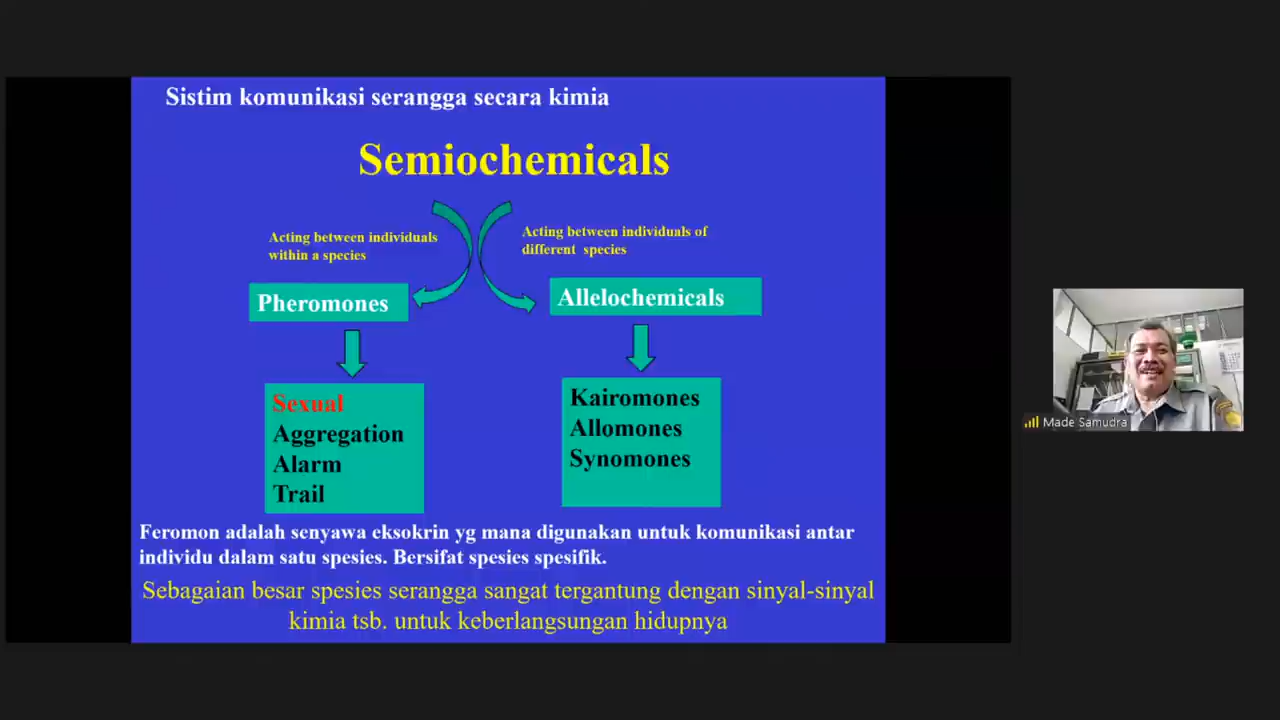 Sistim komunikasi serangga secara kimia
Semiochemicals
Acting between individuals
within a species
Acting between individuals of
different species
Pheromones
Allelochemicals
Sexual
Aggregation
Alarm
Trail
Kairomones
Allomones
Synomones
Feromon adalah senyawa eksokrin yg mana digunakan untuk komunikasi antar
individu dalam satu spesies. Bersifat spesies spesifik.
Sebagaian besar spesies serangga sangat tergantung dengan sinyal-sinyal
kimia tsb. untuk keberlangsungan hidupnya
Made Samudra